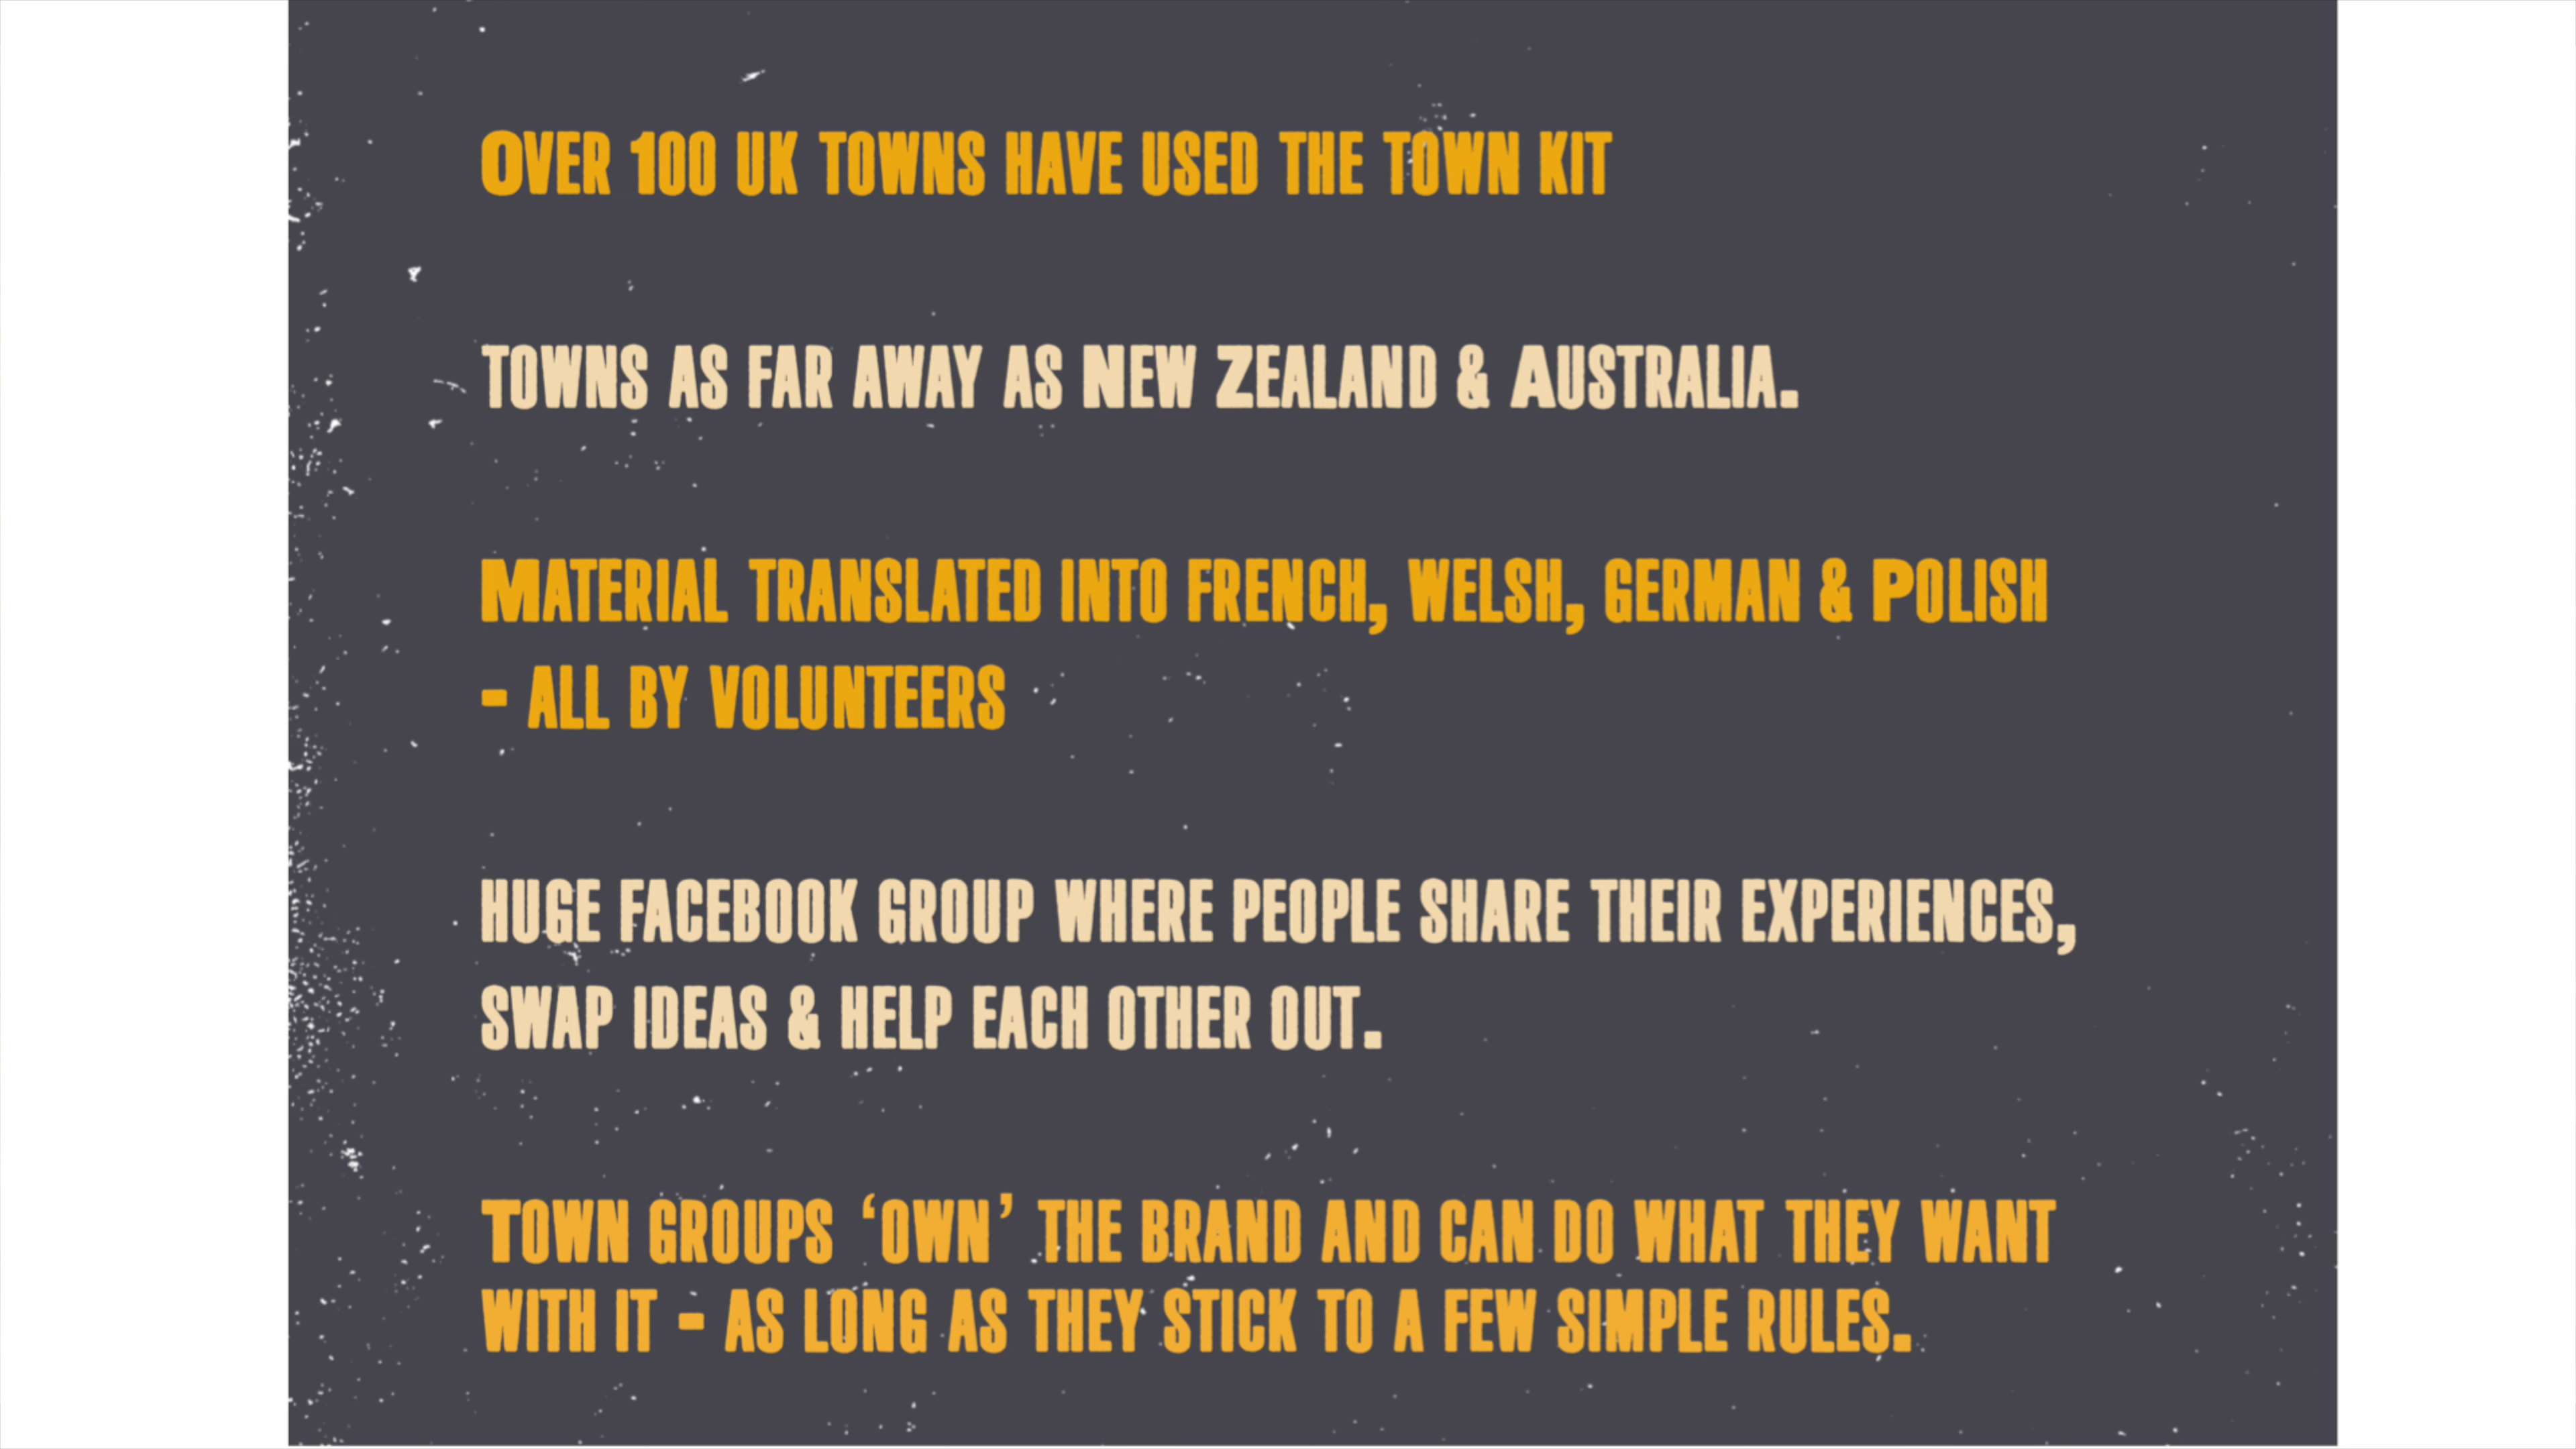 OVER 100 UK TOWNS HAVE USED THE TOWN KIT
TOWNS AS FAR AWAY AS NEW ZEALAND & AUSTRALIA.
MATERIAL TRANSLATED INTO FRENCH, WELSH, GERMAN & POLISH
- ALL BY VOLUNTEERS
HUGE FACEBOOK GROUP WHERE PEOPLE SHARE THEIR EXPERIENCES,
SWAP IDEAS & HELP EACH OTHER OUT.
TOWN GROUPS ‘OWN’ THE BRAND AND CAN DO WHAT THEY WANT
WITH IT - AS LONG AS THEY STICK TO A FEW SIMPLE RULES.